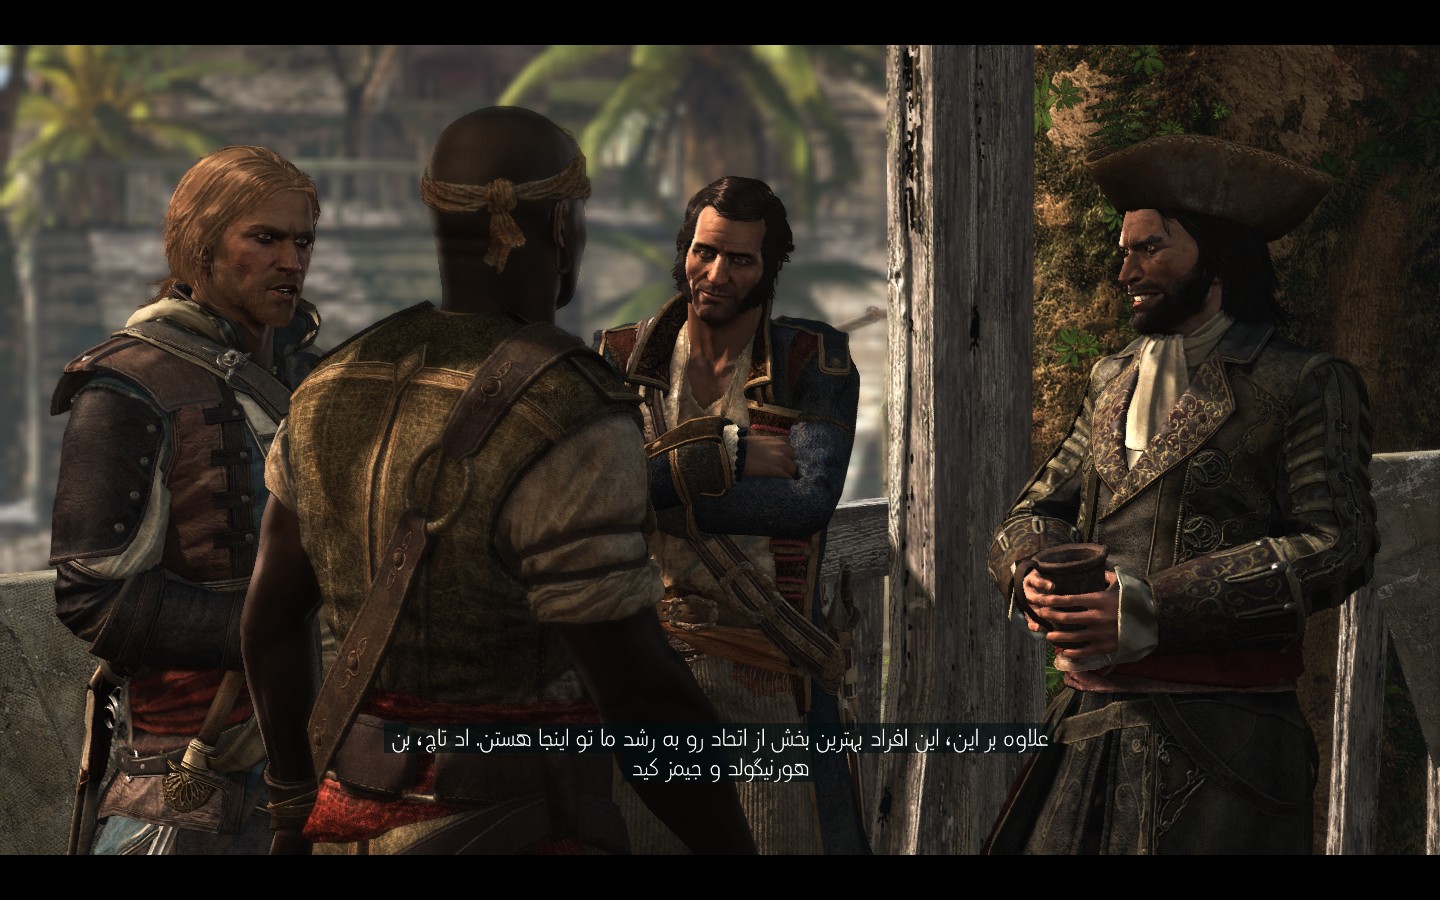 علاوه بر این، این افراد بهترین بخش از اتحاد رو به رشد ما تو اینجا هستن. اد تاچ، بن
هورنیگولد و جیمز کید